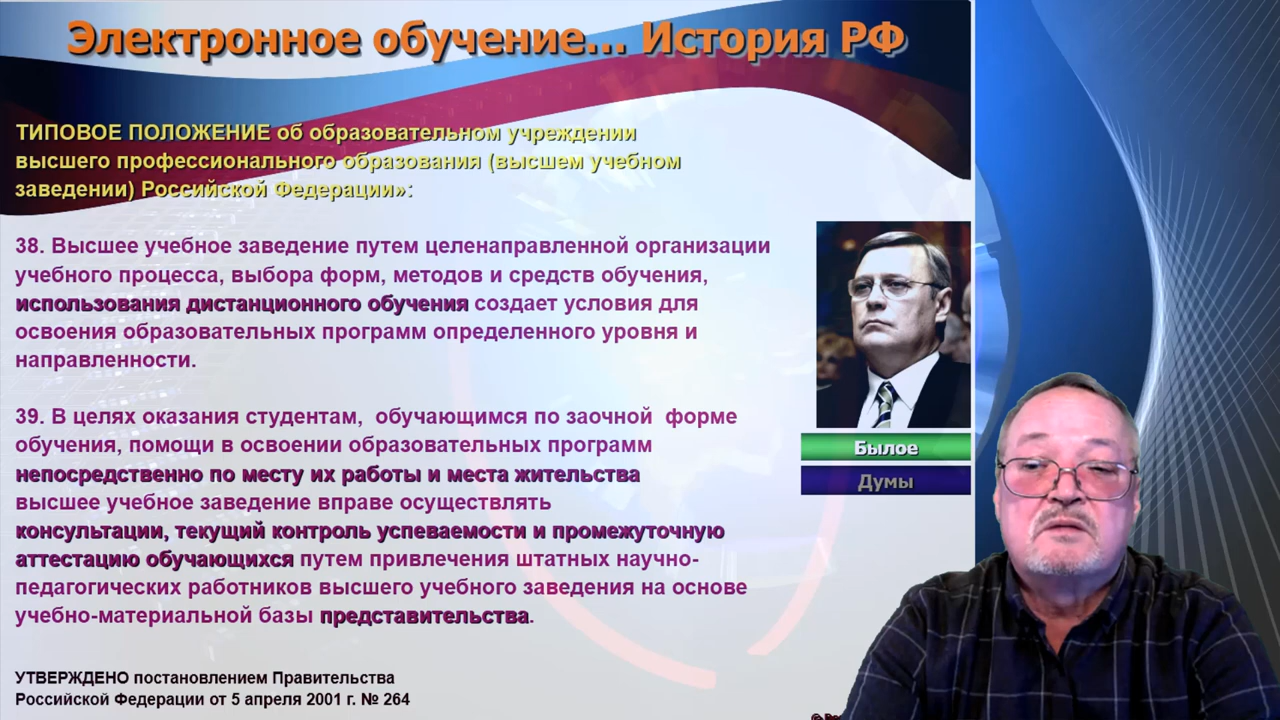 Электронное обучение... История РФ
ТИПОВОЕ ПОЛОЖЕНИЕ об образовательном учреждении
высшего профессионального образования (высшем учебном
заведении) Российской Федерации»:
38. Высшее учебное заведение путем целенаправленной организации
учебного процесса, выбора форм, методов и средств обучения,
использования дистанционного обучения создает условия для
освоения образовательных программ определенного уровня и
направленности.
39. В целях оказания студентам, обучающимся по заочной форме
обучения, помощи в освоении образовательных программ
непосредственно по месту их работы и места жительства
высшее учебное заведение вправе осуществлять
консультации, текущий контроль успеваемости и промежуточную
аттестацию обучающихся путем привлечения штатных научно-
педагогических работников высшего учебного заведения на основе
учебно-материальной базы представительства.
Былое
Думы
УТВЕРЖДЕНО постановлением Правительства
Российской Федерации от 5 апреля 2001 г. № 264